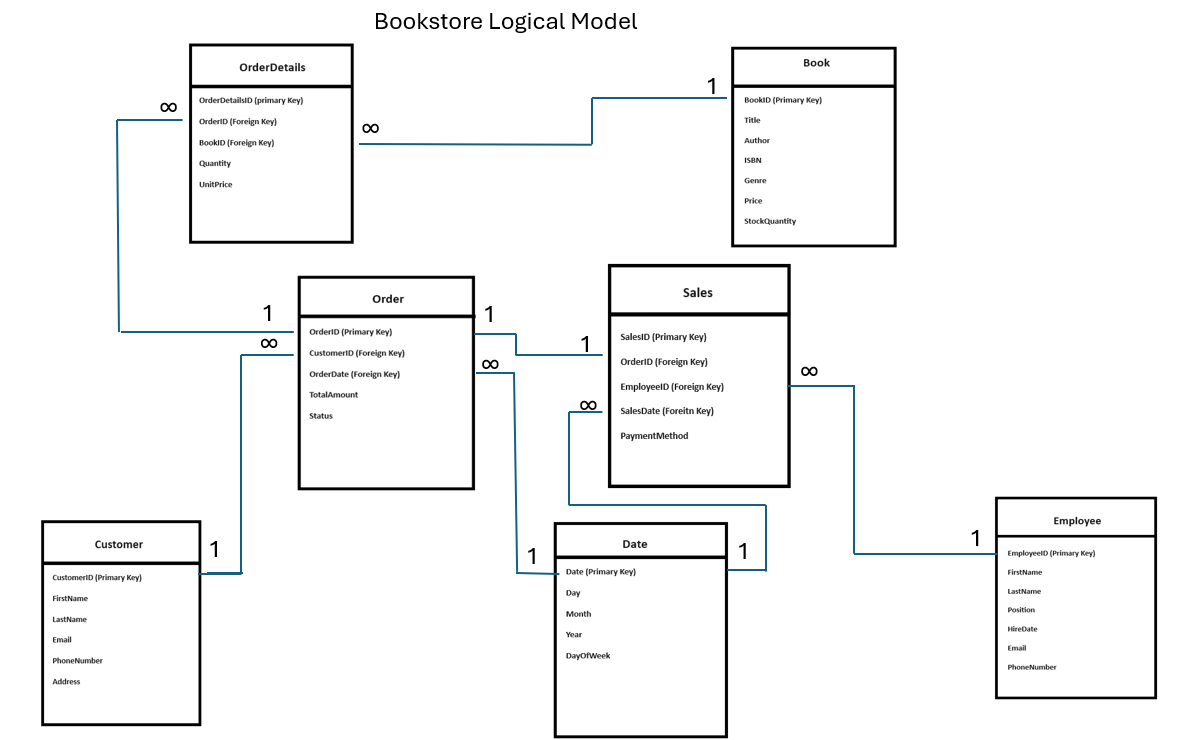 Bookstore Logical Model
OrderDetails
OrderDetailsID (primary Key)
OrderID (Foreign Key)
BookID (Foreign Key)
Quantity
UnitPrice
∞
∞
1
Book
BookID (Primary Key)
Title
Author
ISBN
Genre
Price
StockQuantity
Order
OrderID (Primary Key)
CustomerID (Foreign Key)
OrderDate (Foreign Key)
TotalAmount
Status
1
∞
1
∞
1
∞
∞
Sales
SalesID (Primary Key)
OrderID (Foreign Key)
EmployeeID (Foreign Key)
SalesDate (Foreitn Key)
PaymentMethod
Customer
CustomerID (Primary Key)
FirstName
LastName
Email
PhoneNumber
Address
1
1
Date
Date (Primary Key)
Day
Month
Year
DayOfWeek
1
1
Employee
EmployeeID (Primary Key)
FirstName
LastName
Position
HireDate
Email
PhoneNumber